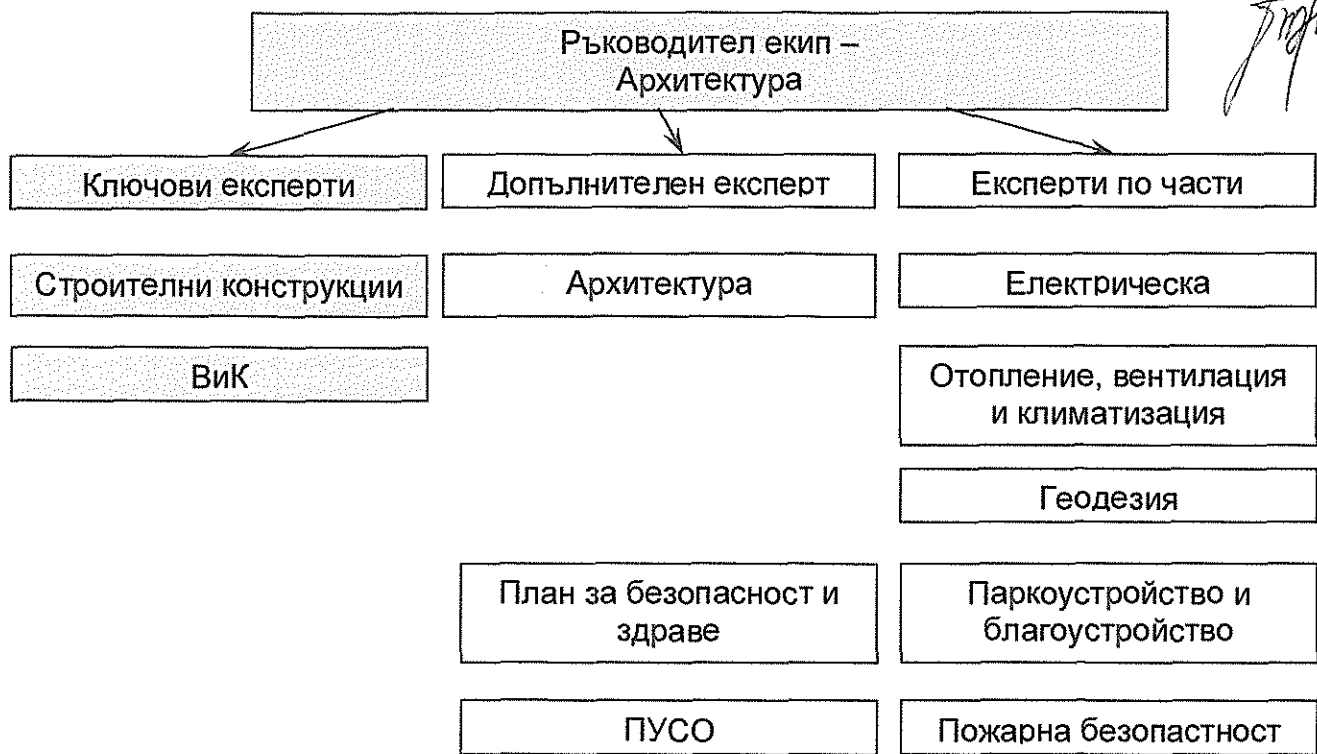 Ръководител екип –
Архитектура
Ключови експерти
Допълнителен експерт
Експерти по части
Строителни конструкции
Архитектура
Електрическа
ВиК
Отопление, вентилация
и климатизация
Геодезия
План за безопасност и
здраве
Паркоустройство и
благоустройство
ПУСО
Пожарна безопастност